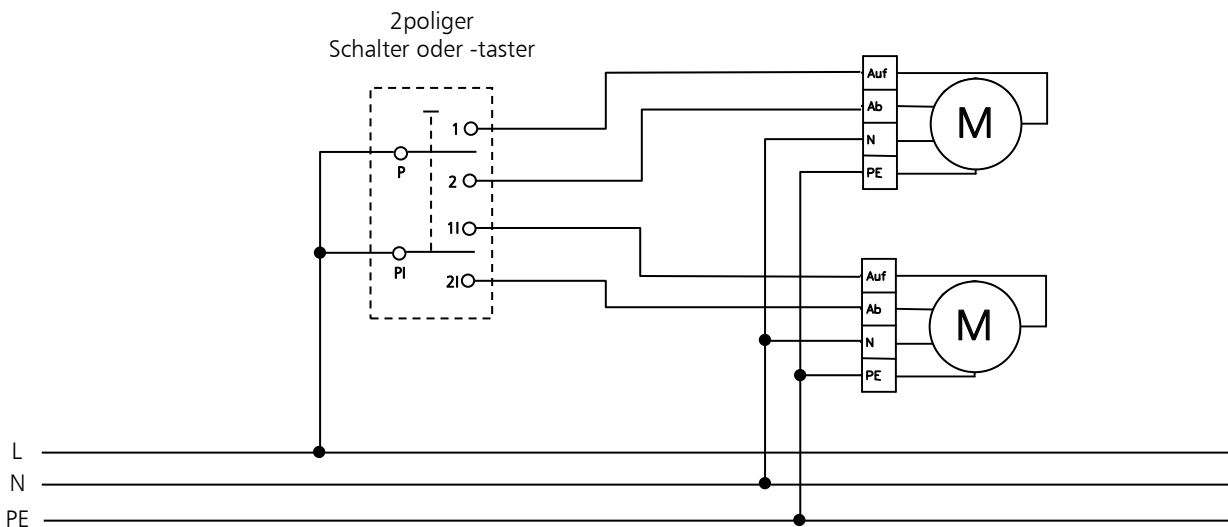 2poliger
Schalter oder -taster
1
P
2
1I
PI
2I
Auf
Ab
N
PE
M
Auf
Ab
N
PE
M
L
N
PE